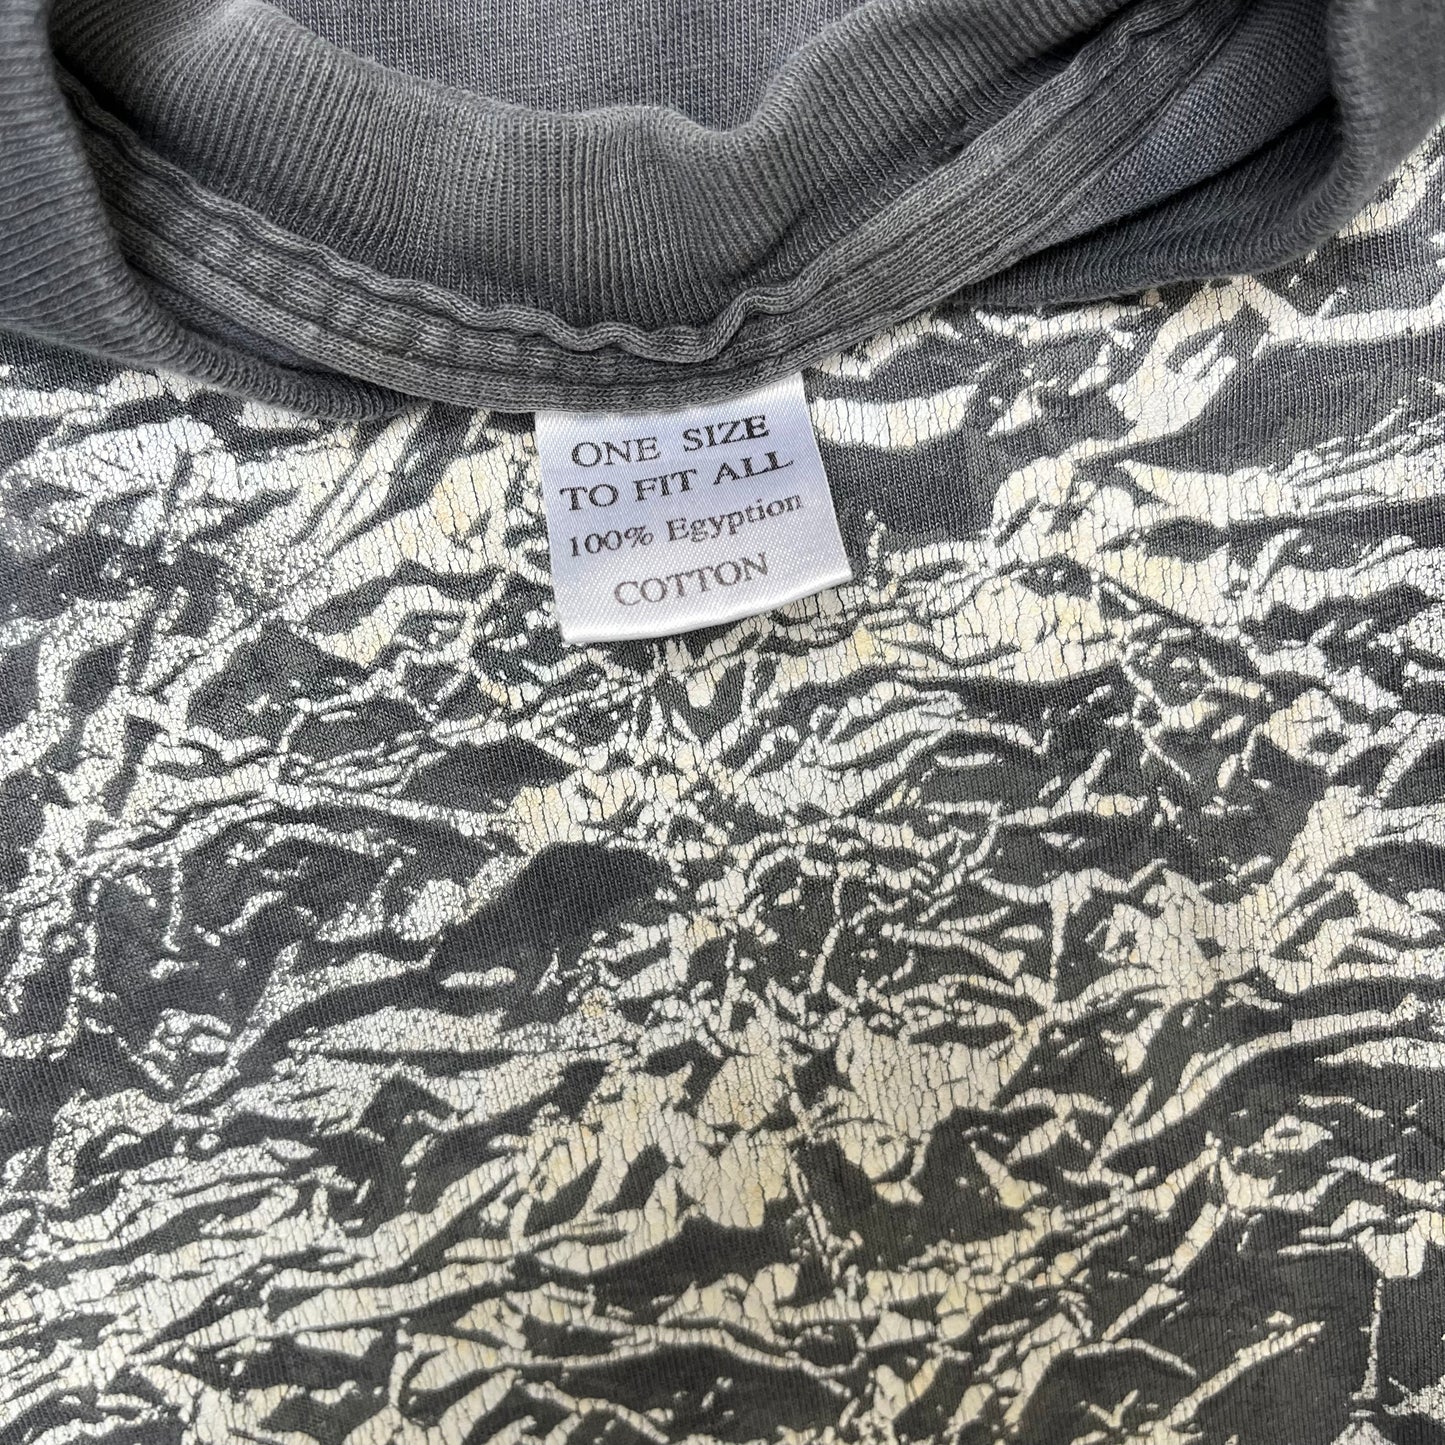 ONE SIZE
TO FIT ALL
100% Egyption
COTTON